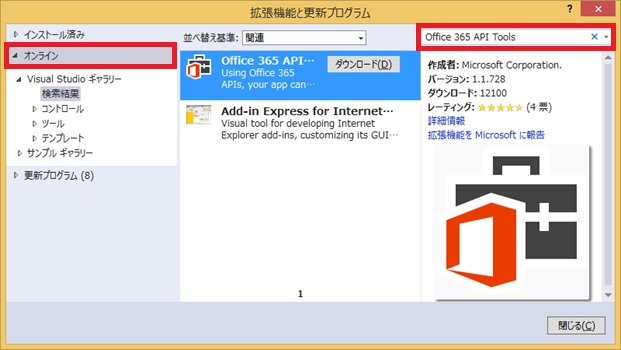 拡張機能と更新プログラム
?
インストール済み
オンライン
Visual Studio ギャラリー
検索結果
コントロール
ツール
テンプレート
サンプル ギャラリー
更新プログラム (8)
並べ替え基準: 関連
Office 365 API…
ダウンロード(D)
Using Office 365
APIs, your app can…
Add-in Express for Internet…
Visual tool for developing Internet
Explorer add-ins, customizing its GUI…
1
Office 365 API Tools
作成者: Microsoft Corporation.
バージョン: 1.1.728
ダウンロード: 12100
レーティング: (4 票)
詳細情報
拡張機能を Microsoft に報告
閉じる(C)